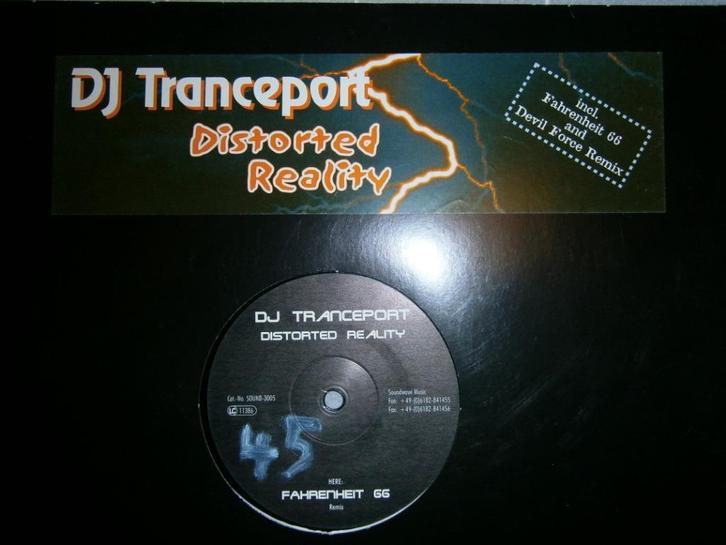 DJ Tranceport
Distorted
Reality
incl.
Fahrenheit 66
and
Devil Force Remix
DJ TRANCEPORT
DISTORTED REALITY
Cat.-No. SOUND-3005
LC 11386
Soundwave Music
Fon: +49-(0)6182-841455
Fax: +49-(0)6182-841456
45
HERE:
FAHRENHEIT 66
Remix